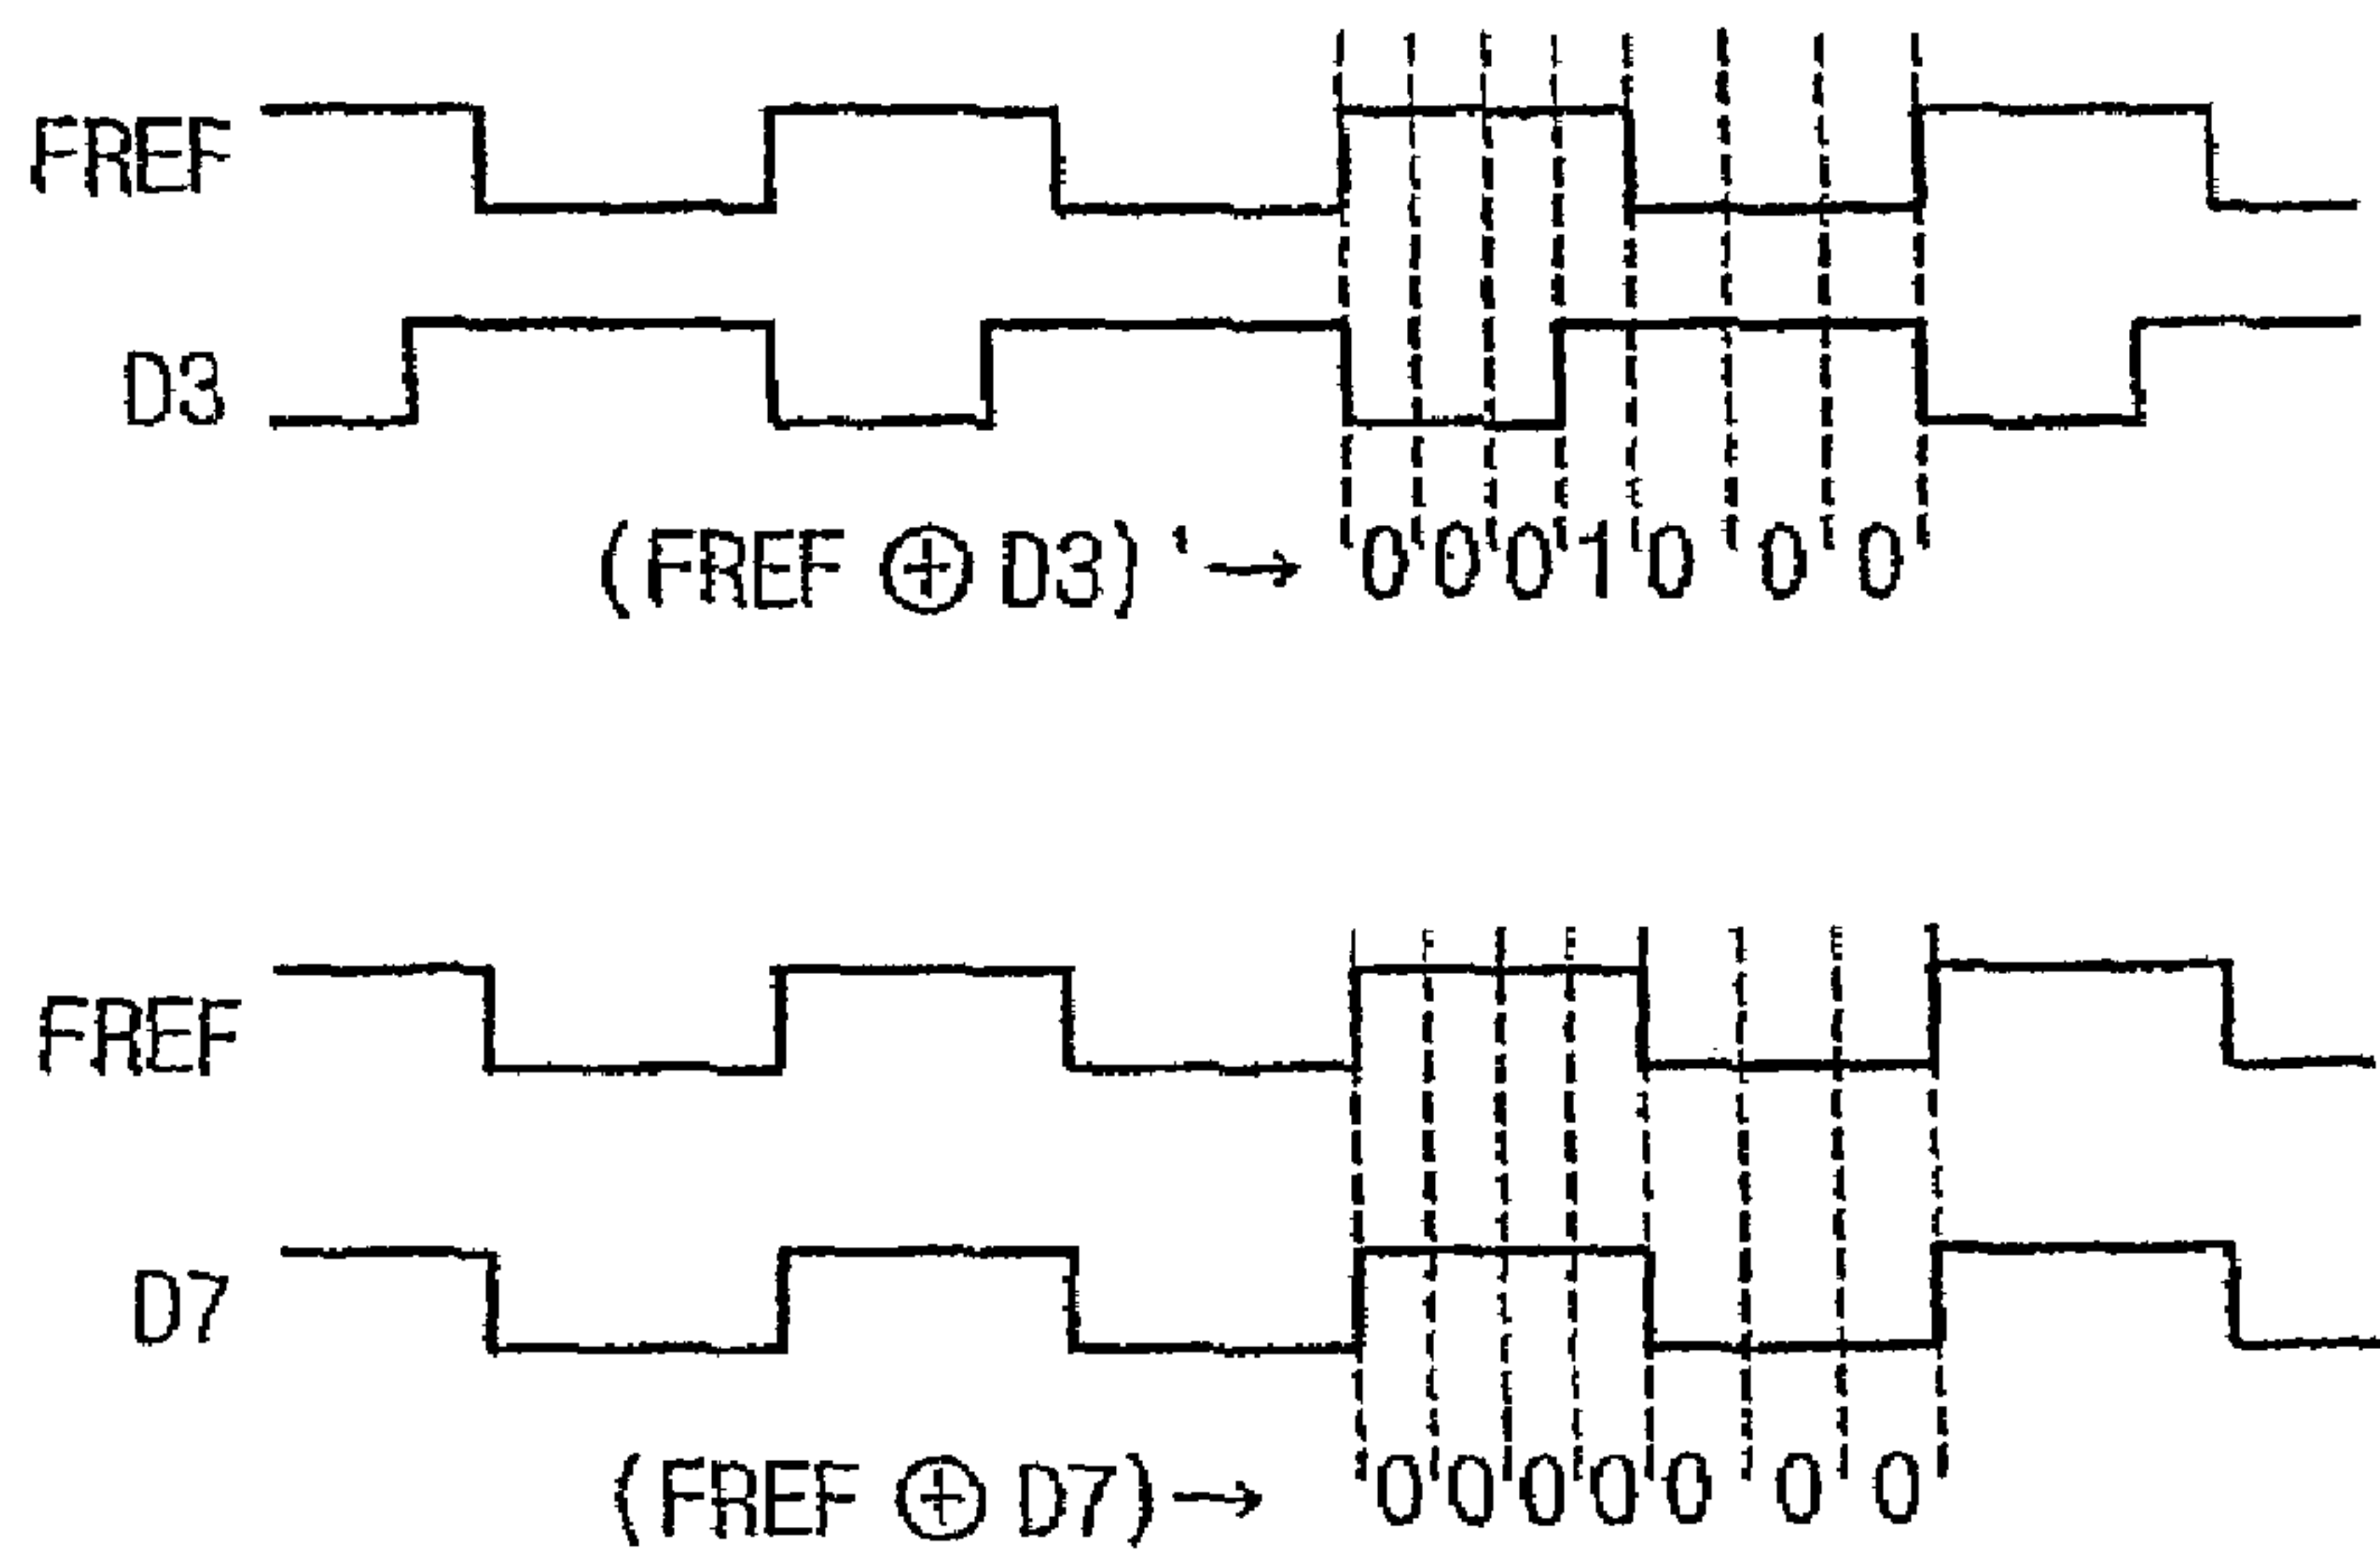 FREF
D3
(FREF ⊕ D3)' → 0 0 0 1 0 0 0
FREF
D7
(FREF ⊕ D7) → 0 0 0 0 0 0 0